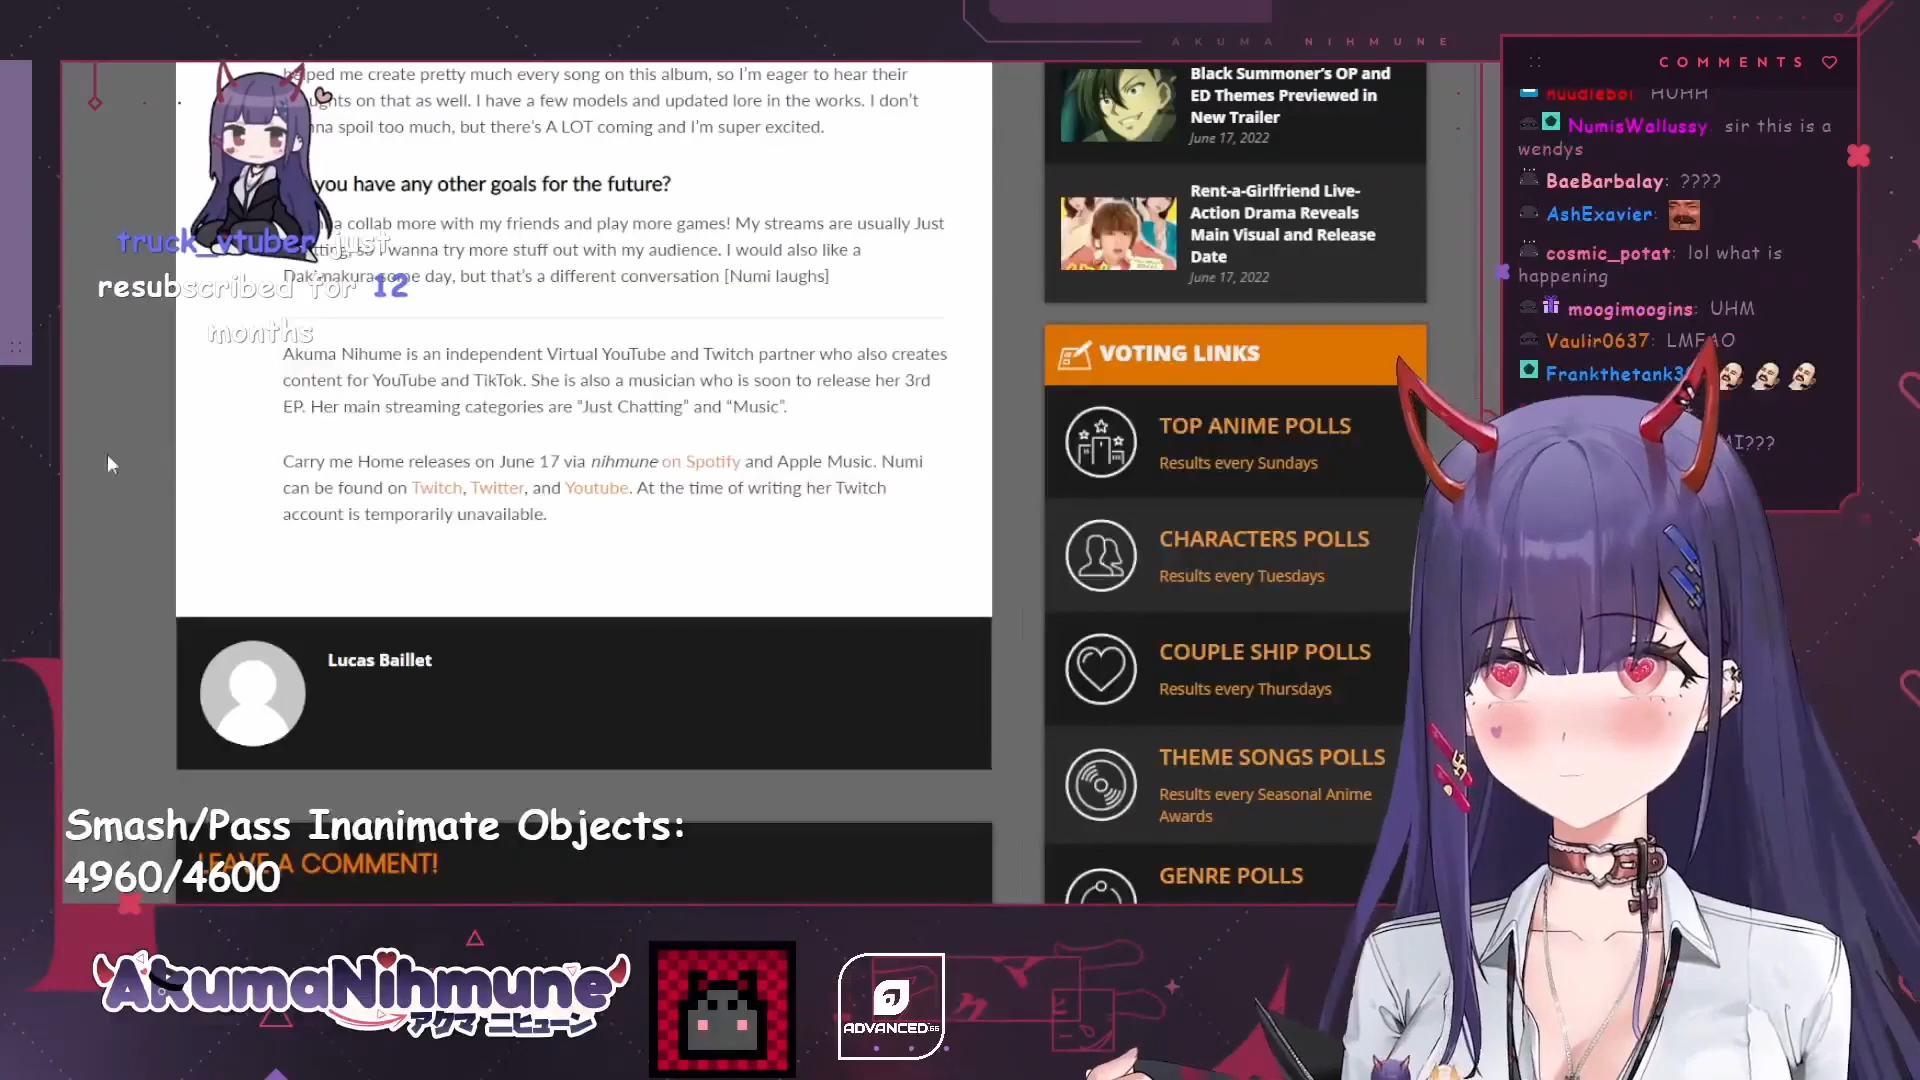 AKUMA NIHMUNE
helped me create pretty much every song on this album, so I'm eager to hear their
on that as well. I have a few models and updated lore in the works. I don't
spoil too much, but there's A LOT coming and I'm super excited.
you have any other goals for the future?
collab more with my friends and play more games! My streams are usually Just
so I wanna try more stuff out with my audience. I would also like a
Dakimakura some day, but that's a different conversation [Numi laughs]
truck_vtuber just
resubscribed for 12
months
Akuma Nihume is an independent Virtual YouTube and Twitch partner who also creates
content for YouTube and TikTok. She is also a musician who is soon to release her 3rd
EP. Her main streaming categories are "Just Chatting" and "Music".
Carry me Home releases on June 17 via nihmune on Spotify and Apple Music. Numi
can be found on Twitch, Twitter, and Youtube. At the time of writing her Twitch
account is temporarily unavailable.
Lucas Baillet
LEAVE A COMMENT!
Smash/Pass Inanimate Objects:
4960/4600
Black Summoner's OP and
ED Themes Previewed in
New Trailer
June 17, 2022
Rent-a-Girlfriend Live-
Action Drama Reveals
Main Visual and Release
Date
June 17, 2022
VOTING LINKS
TOP ANIME POLLS
Results every Sundays
CHARACTERS POLLS
Results every Tuesdays
COUPLE SHIP POLLS
Results every Thursdays
THEME SONGS POLLS
Results every Seasonal Anime
Awards
GENRE POLLS
COMMENTS
nuudleboi HUHH
NumisWallussy: sir this is a
wendys
BaeBarbalay: ????
AshExavier:
cosmic_potat: lol what is
happening
moogimoogins: UHM
Vaulir0637: LMFAO
AkumaNihmune
アクマ ニヒューン
ADVANCED.GG